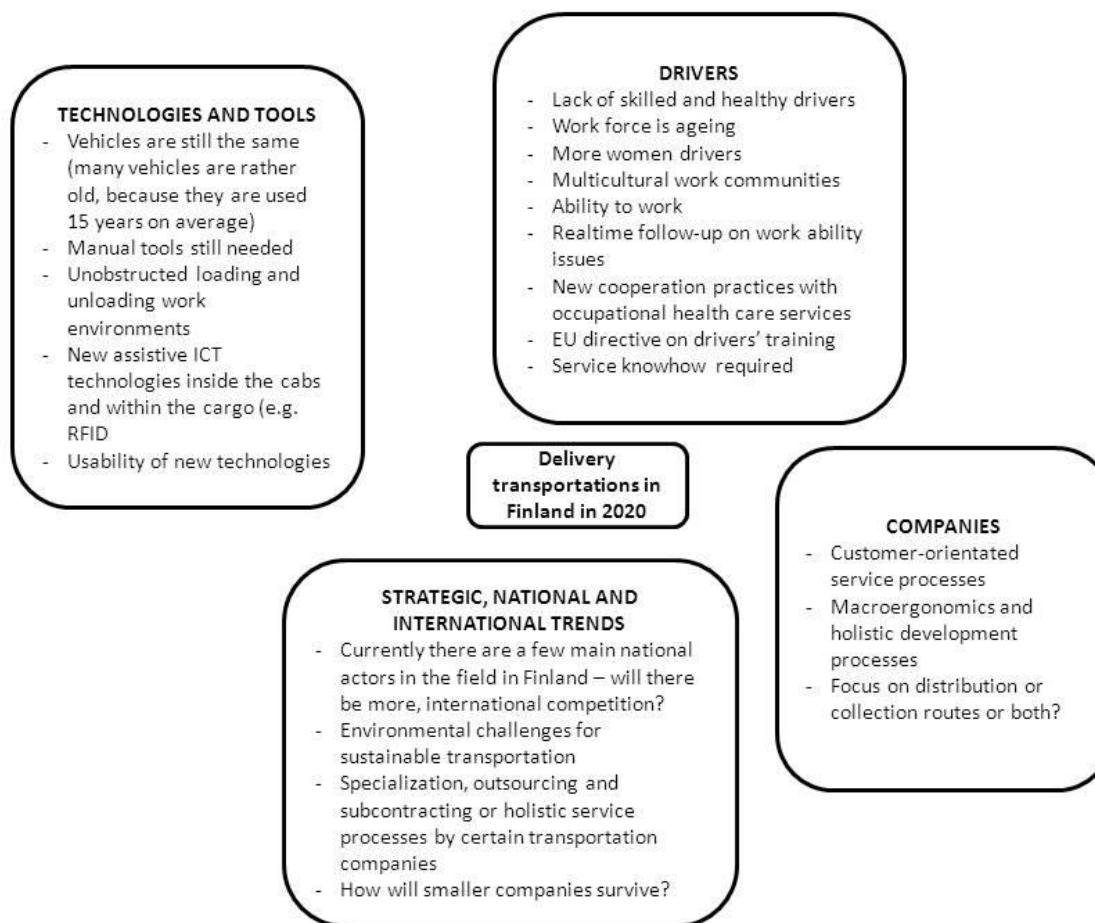 TECHNOLOGIES AND TOOLS
- Vehicles are still the same
(many vehicles are rather
old, because they are used
15 years on average)
- Manual tools still needed
- Unobstructed loading and
unloading work
environments
- New assistive ICT
technologies inside the cabs
and within the cargo (e.g.
RFID
- Usability of new technologies
DRIVERS
- Lack of skilled and healthy drivers
- Work force is ageing
- More women drivers
- Multicultural work communities
- Ability to work
- Realtime follow-up on work ability
issues
- New cooperation practices with
occupational health care services
- EU directive on drivers' training
- Service knowhow required
Delivery
transportations in
Finland in 2020
STRATEGIC, NATIONAL AND
INTERNATIONAL TRENDS
- Currently there are a few main national
actors in the field in Finland – will there
be more, international competition?
- Environmental challenges for
sustainable transportation
- Specialization, outsourcing and
subcontracting or holistic service
processes by certain transportation
companies
- How will smaller companies survive?
COMPANIES
- Customer-orientated
service processes
- Macroergonomics and
holistic development
processes
- Focus on distribution or
collection routes or both?